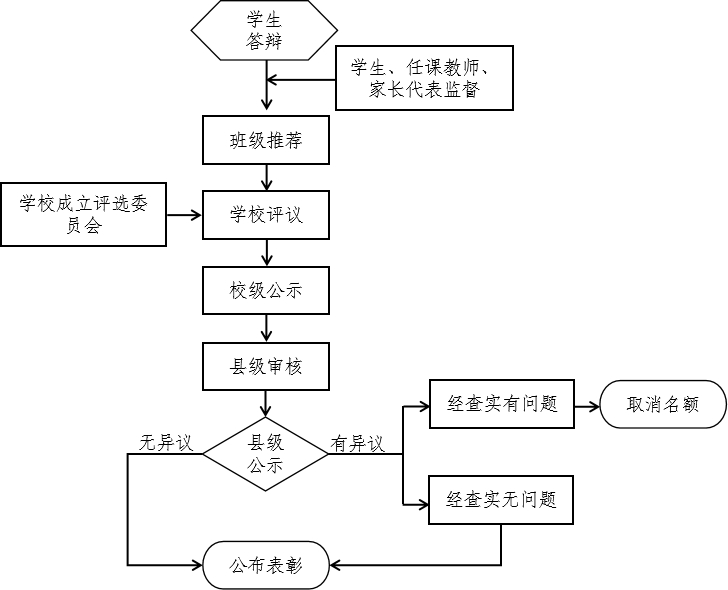 学生
答辩
学生、任课教师、
家长代表监督
班级推荐
学校成立评选委
员会
学校评议
校级公示
县级审核
经查实有问题
取消名额
无异议
县级
公示
有异议
经查实无问题
公布表彰